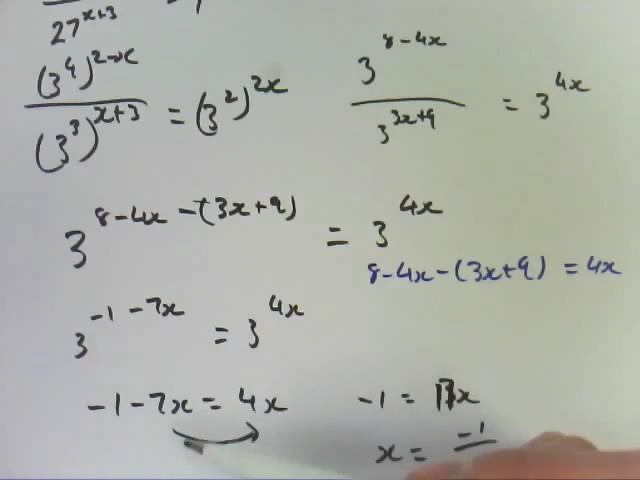 27^{x+3}
\frac{(3^4)^{2-x}}{(3^3)^{x+3}} = (3^2)^{2x}
\frac{3^{8-4x}}{3^{3x+9}} = 3^{4x}
3^{8-4x-(3x+9)} = 3^{4x}
8-4x-(3x+9) = 4x
3^{-1-7x} = 3^{4x}
-1-7x = 4x
-1 = 11x
x = -1